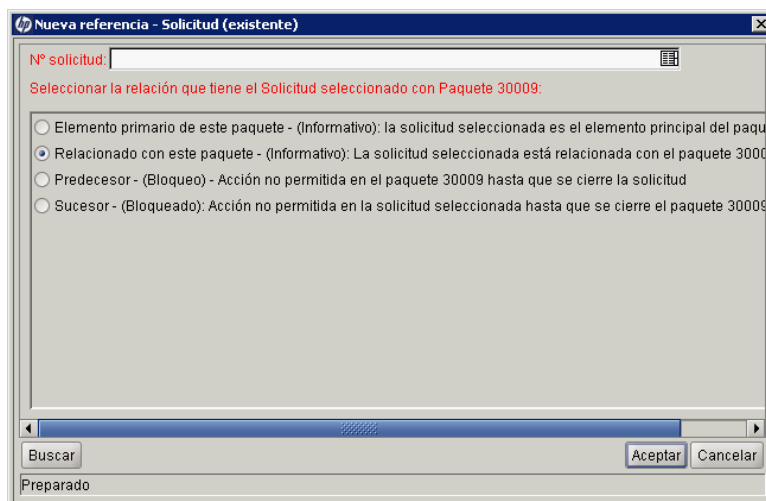 hp Nueva referencia - Solicitud (existente)
Nº solicitud:
Seleccionar la relación que tiene el Solicitud seleccionado con Paquete 30009:
Elemento primario de este paquete - (Informativo): la solicitud seleccionada es el elemento principal del paqu
Relacionado con este paquete - (Informativo): La solicitud seleccionada está relacionada con el paquete 3000
Predecesor - (Bloqueo) - Acción no permitida en el paquete 30009 hasta que se cierre la solicitud
Sucesor - (Bloqueado): Acción no permitida en la solicitud seleccionada hasta que se cierre el paquete 30009
Buscar Aceptar Cancelar
Preparado